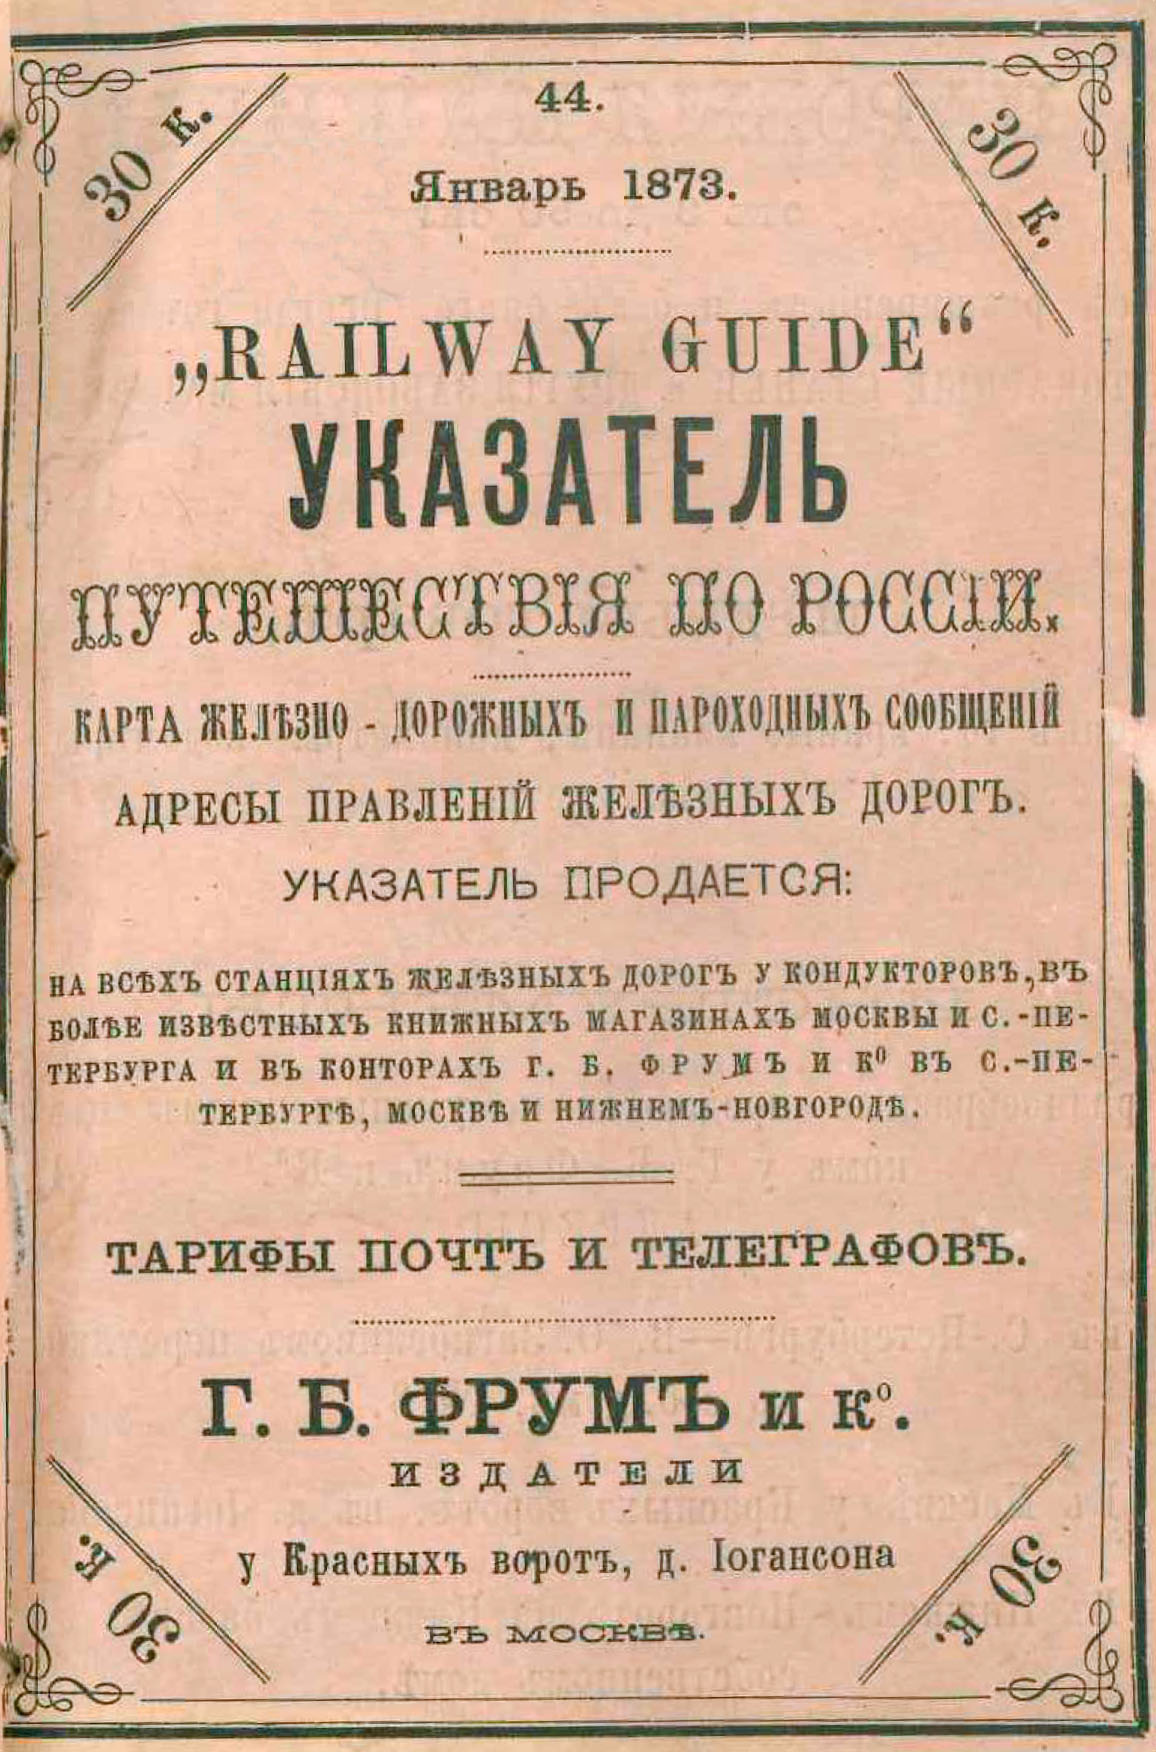 44.
30 к.
30 к.
Январь 1873.
„RAILWAY GUIDE“
УКАЗАТЕЛЬ
ПУТЕШЕСТВІЯ ПО РОССІИ.
КАРТА ЖЕЛѢЗНО - ДОРОЖНЫХЪ И ПАРОХОДНЫХЪ СООБЩЕНІЙ
АДРЕСЫ ПРАВЛЕНІЙ ЖЕЛѢЗНЫХЪ ДОРОГЪ.
УКАЗАТЕЛЬ ПРОДАЕТСЯ:
НА ВСѢХЪ СТАНЦІЯХЪ ЖЕЛѢЗНЫХЪ ДОРОГЪ У КОНДУКТОРОВЪ, ВЪ
БОЛѢЕ ИЗВѢСТНЫХЪ КНИЖНЫХЪ МАГАЗИНАХЪ МОСКВЫ И С.-ПЕ-
ТЕРБУРГА И ВЪ КОНТОРАХЪ Г. Б. ФРУМЪ И Кº ВЪ С.-ПЕ-
ТЕРБУРГѢ, МОСКВѢ И НИЖНЕМЪ-НОВГОРОДѢ.
ТАРИФЫ ПОЧТЪ И ТЕЛЕГРАФОВЪ.
Г. Б. ФРУМЪ и Кº.
ИЗДАТЕЛИ
у Красныхъ воротъ, д. Іогансона
ВЪ МОСКВѢ.
30 к.
30 к.